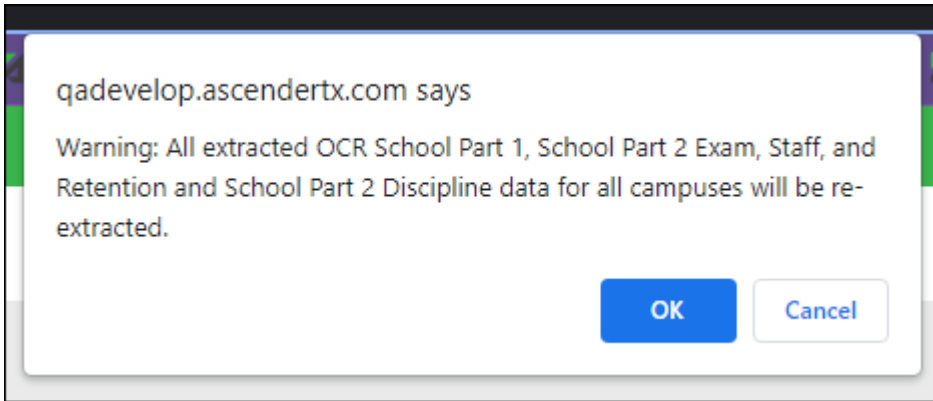 qadevelop.ascendertx.com says
Warning: All extracted OCR School Part 1, School Part 2 Exam, Staff, and
Retention and School Part 2 Discipline data for all campuses will be re-
extracted.
OK
Cancel